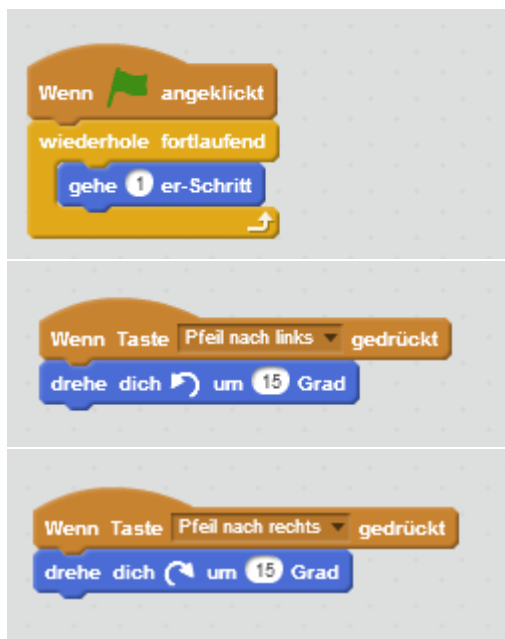 Wenn angeklickt
wiederhole fortlaufend
gehe 1 er-Schritt
Wenn Taste Pfeil nach links gedrückt
drehe dich um 15 Grad
Wenn Taste Pfeil nach rechts gedrückt
drehe dich um 15 Grad